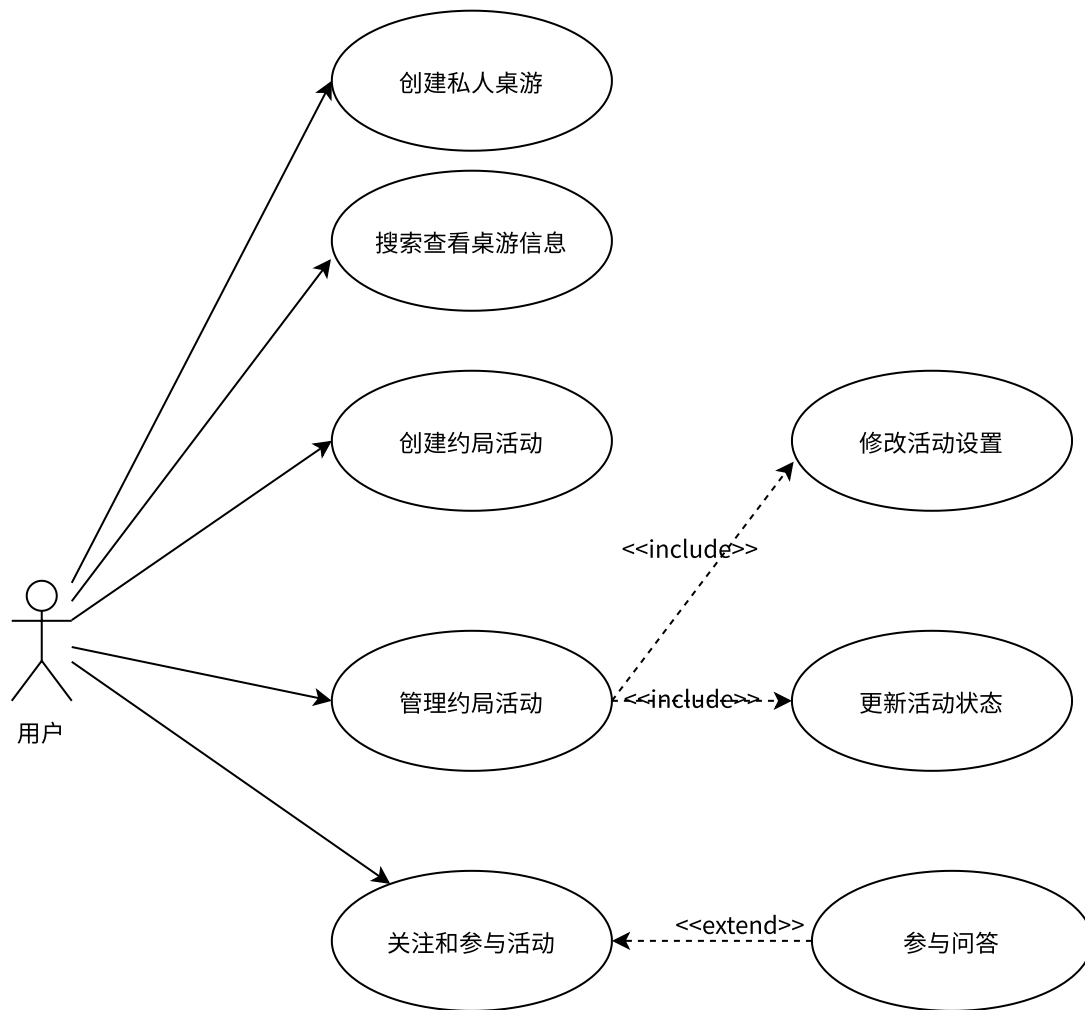 创建私人桌游
搜索查看桌游信息
创建约局活动
修改活动设置
<<include>>
管理约局活动
<<include>>
更新活动状态
用户
关注和参与活动
<<extend>>
参与问答